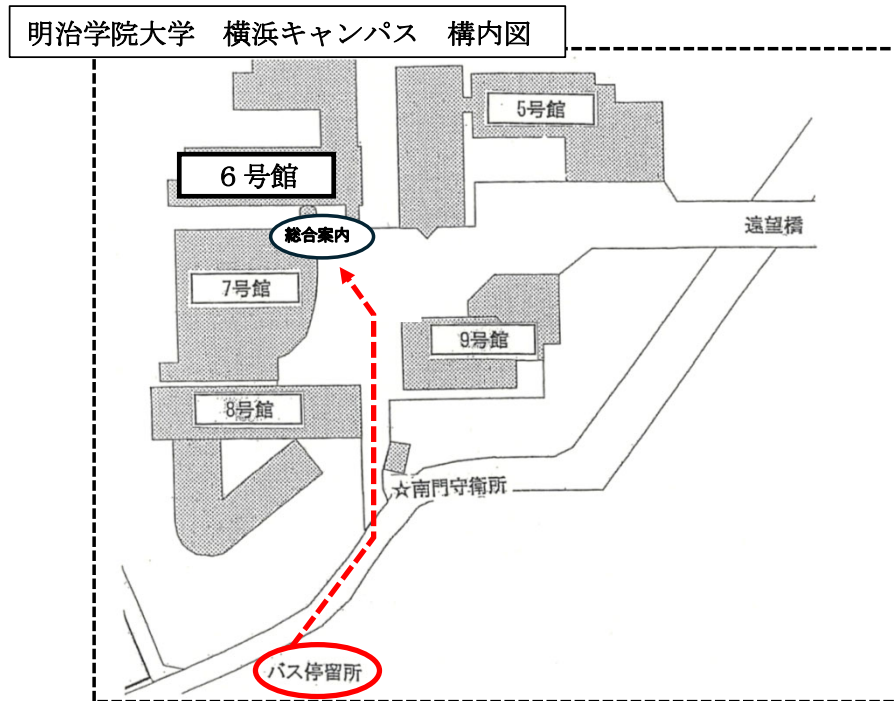 明治学院大学　横浜キャンパス　構内図
5号館
６号館
遠望橋
総合案内
7号館
9号館
8号館
☆南門守衛所
バス停留所